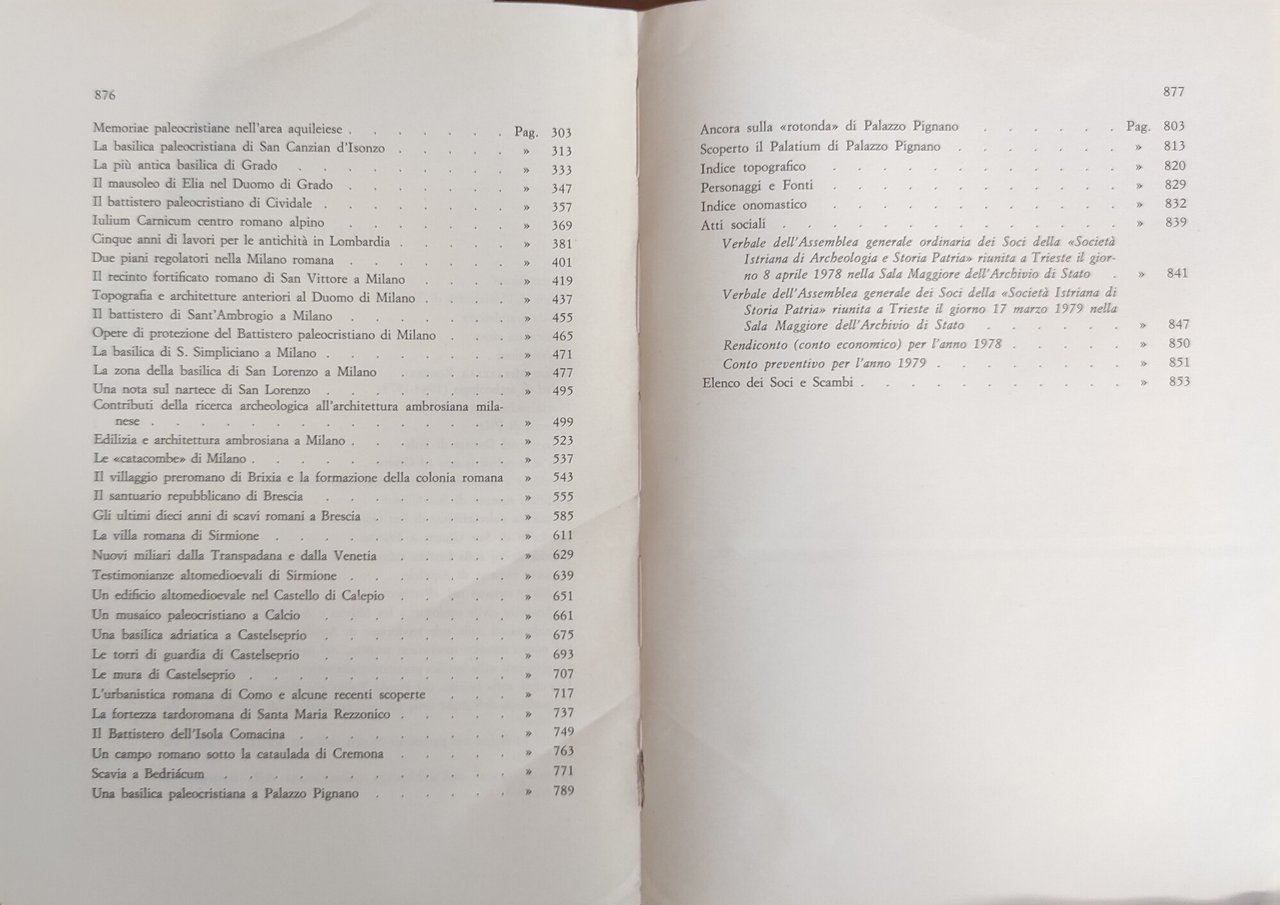 876
Memoriae paleocristiane nell'area aquileiese . . . . . . . Pag. 303
La basilica paleocristiana di San Canzian d'Isonzo . . . . . » 313
La più antica basilica di Grado . . . . . . . . » 333
Il mausoleo di Elia nel Duomo di Grado . . . . . . . » 347
Il battistero paleocristiano di Cividale . . . . . . . . » 357
Iulium Carnicum centro romano alpino . . . . . . . » 369
Cinque anni di lavori per le antichità in Lombardia . . . . . » 381
Due piani regolatori nella Milano romana . . . . . . . » 401
Il recinto fortificato romano di San Vittore a Milano . . . . » 419
Topografia e architetture anteriori al Duomo di Milano . . . . » 437
Il battistero di Sant'Ambrogio a Milano . . . . . . . » 455
Opere di protezione del Battistero paleocristiano di Milano . . . » 465
La basilica di S. Simpliciano a Milano . . . . . . . . » 471
La zona della basilica di San Lorenzo a Milano . . . . . » 477
Una nota sul nartece di San Lorenzo . . . . . . . . » 495
Contributi della ricerca archeologica all'architettura ambrosiana mila-
nese . . . . . . . . . . . . . . . » 499
Edilizia e architettura ambrosiana a Milano . . . . . . . » 523
Le «catacombe» di Milano . . . . . . . . . . » 537
Il villaggio preromano di Brixia e la formazione della colonia romana » 543
Il santuario repubblicano di Brescia . . . . . . . . » 555
Gli ultimi dieci anni di scavi romani a Brescia . . . . . . » 585
La villa romana di Sirmione . . . . . . . . . . » 611
Nuovi miliari dalla Transpadana e dalla Venetia . . . . . » 629
Testimonianze altomedioevali di Sirmione . . . . . . . » 639
Un edificio altomedioevale nel Castello di Calepio . . . . . » 651
Un musaico paleocristiano a Calcio . . . . . . . . » 661
Una basilica adriatica a Castelseprio . . . . . . . . » 675
Le torri di guardia di Castelseprio . . . . . . . . » 693
Le mura di Castelseprio . . . . . . . . . . . » 707
L'urbanistica romana di Como e alcune recenti scoperte . . . » 717
La fortezza tardoromana di Santa Maria Rezzonico . . . . . » 737
Il Battistero dell'Isola Comacina . . . . . . . . . » 749
Un campo romano sotto la cataulada di Cremona . . . . . » 763
Scavia a Bedriácum . . . . . . . . . . . . » 771
Una basilica paleocristiana a Palazzo Pignano . . . . . . » 789
877
Ancora sulla «rotonda» di Palazzo Pignano . . . . . . Pag. 803
Scoperto il Palatium di Palazzo Pignano . . . . . . . » 813
Indice topografico . . . . . . . . . . . . » 820
Personaggi e Fonti . . . . . . . . . . . . » 829
Indice onomastico . . . . . . . . . . . . » 832
Atti sociali . . . . . . . . . . . . . . » 839
Verbale dell'Assemblea generale ordinaria dei Soci della «Società
Istriana di Archeologia e Storia Patria» riunita a Trieste il gior-
no 8 aprile 1978 nella Sala Maggiore dell'Archivio di Stato . » 841
Verbale dell'Assemblea generale dei Soci della «Società Istriana di
Storia Patria» riunita a Trieste il giorno 17 marzo 1979 nella
Sala Maggiore dell'Archivio di Stato . . . . . . » 847
Rendiconto (conto economico) per l'anno 1978 . . . . . » 850
Conto preventivo per l'anno 1979 . . . . . . . . » 851
Elenco dei Soci e Scambi . . . . . . . . . . . » 853